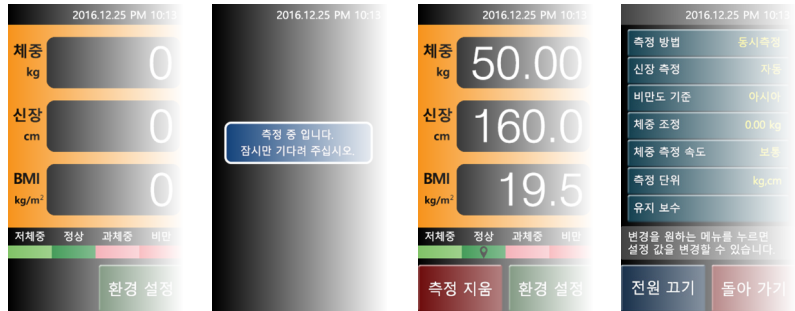 2016.12.25 PM 10:13
체중
kg
0
신장
cm
0
BMI
kg/m²
0
저체중 정상 과체중 비만
환경 설정
2016.12.25 PM 10:13
측정 중 입니다.
잠시만 기다려 주십시오.
2016.12.25 PM 10:13
체중
kg
50.00
신장
cm
160.0
BMI
kg/m²
19.5
저체중 정상 과체중 비만
측정 지움 환경 설정
2016.12.25 PM 10:13
측정 방법 동시측정
신장 측정 자동
비만도 기준 아시아
체중 조정 0.00 kg
체중 측정 속도 보통
측정 단위 kg,cm
유지 보수
변경을 원하는 메뉴를 누르면
설정 값을 변경할 수 있습니다.
전원 끄기 돌아 가기